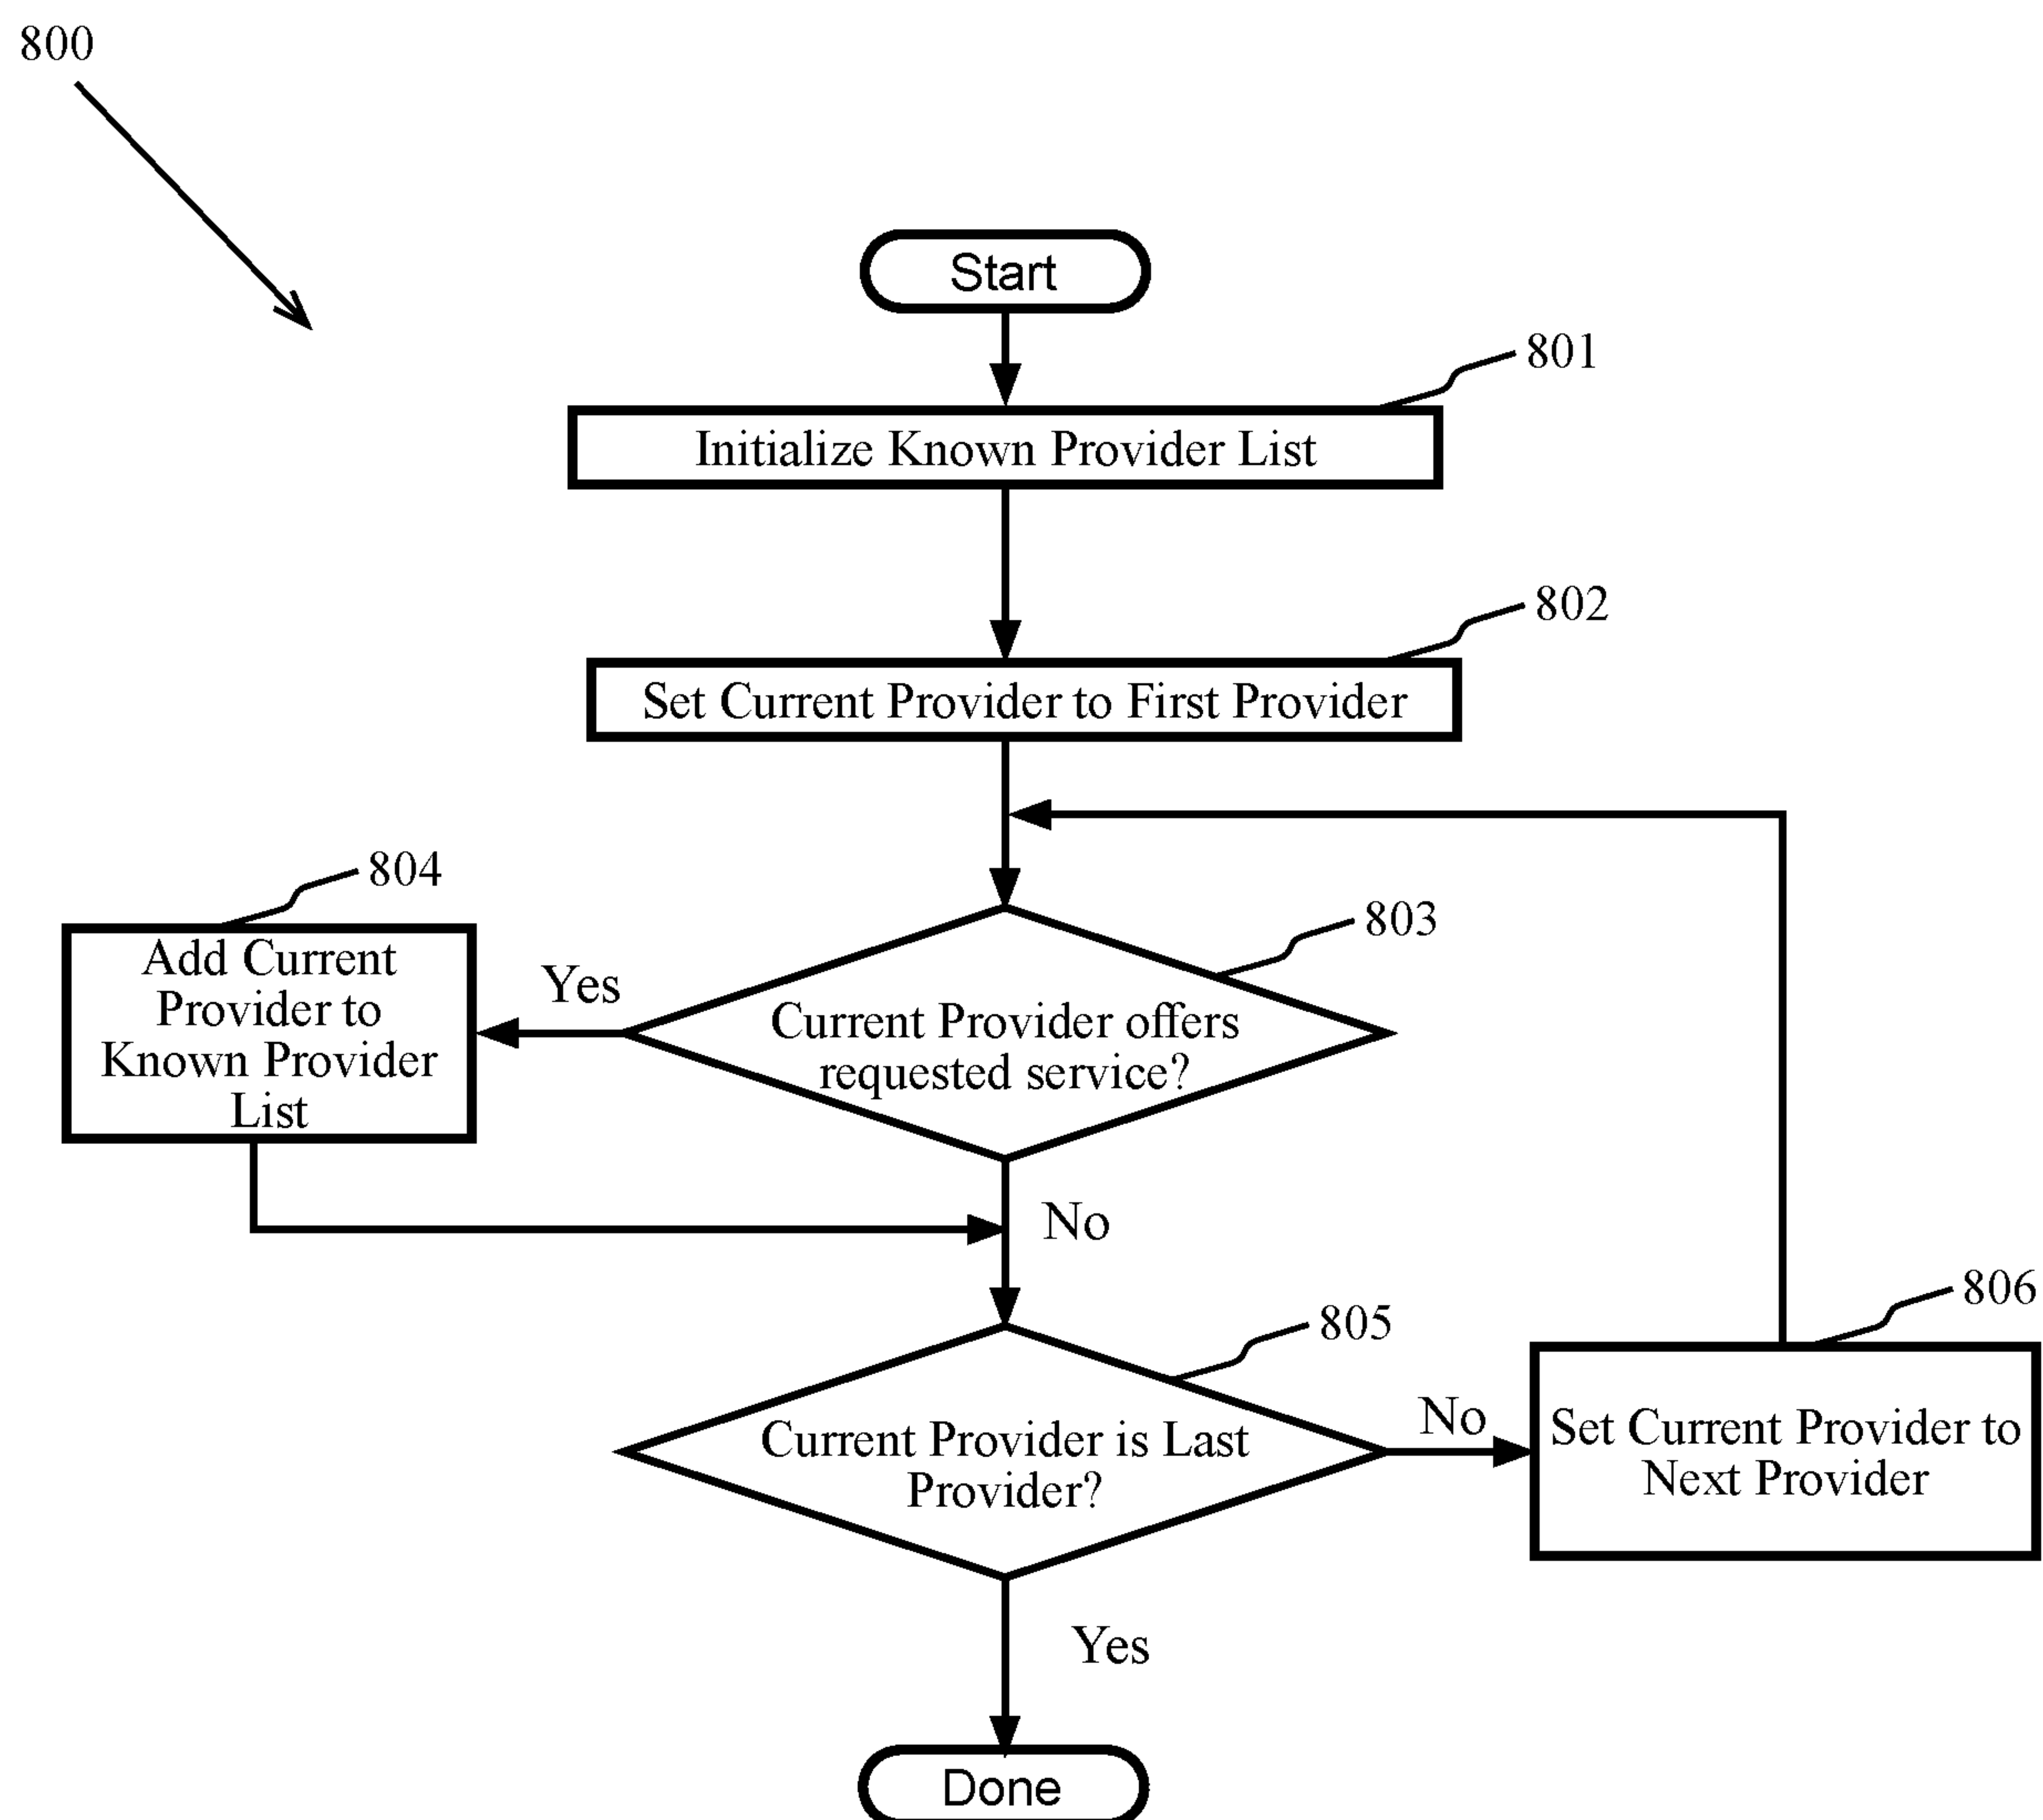 800
Start
801
Initialize Known Provider List
802
Set Current Provider to First Provider
804
Add Current
Provider to
Known Provider
List
Yes
803
Current Provider offers
requested service?
No
805
Current Provider is Last
Provider?
No
806
Set Current Provider to
Next Provider
Yes
Done